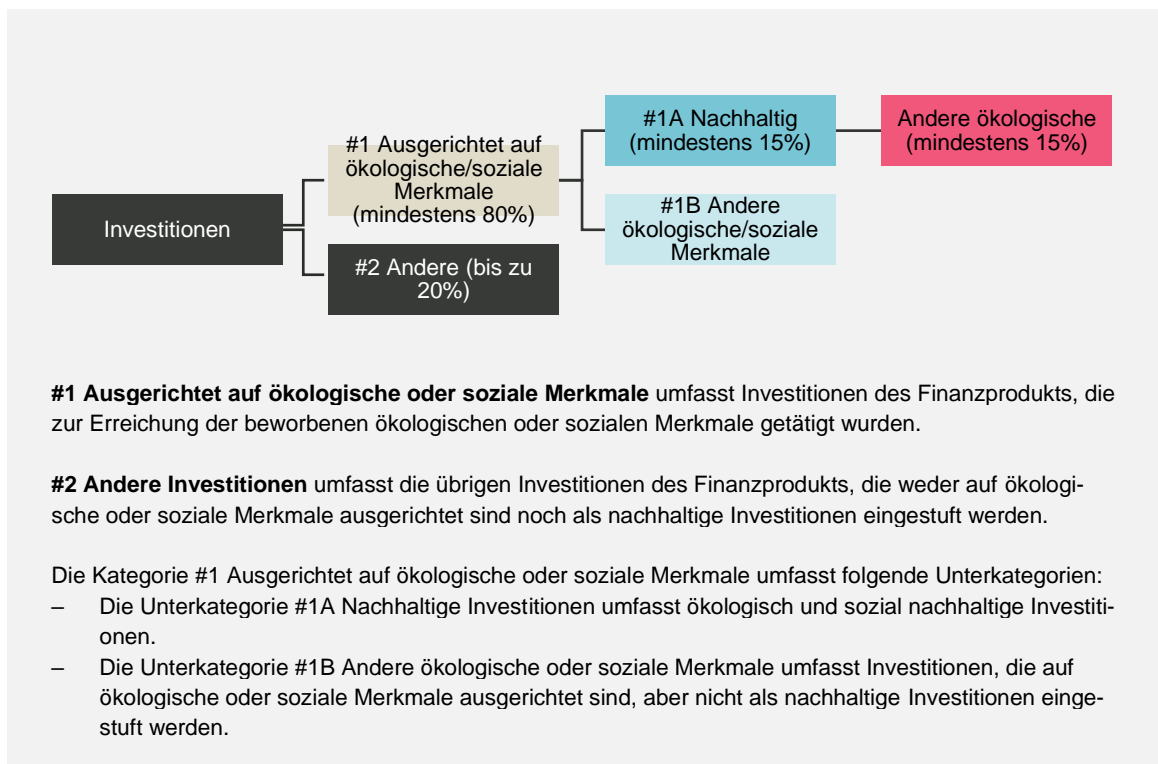 #1A Nachhaltig
(mindestens 15%)
Andere ökologische
(mindestens 15%)
#1 Ausgerichtet auf
ökologische/soziale
Merkmale
(mindestens 80%)
Investitionen
#1B Andere
ökologische/soziale
Merkmale
#2 Andere (bis zu
20%)
#1 Ausgerichtet auf ökologische oder soziale Merkmale umfasst Investitionen des Finanzprodukts, die
zur Erreichung der beworbenen ökologischen oder sozialen Merkmale getätigt wurden.
#2 Andere Investitionen umfasst die übrigen Investitionen des Finanzprodukts, die weder auf ökologi-
sche oder soziale Merkmale ausgerichtet sind noch als nachhaltige Investitionen eingestuft werden.
Die Kategorie #1 Ausgerichtet auf ökologische oder soziale Merkmale umfasst folgende Unterkategorien:
– Die Unterkategorie #1A Nachhaltige Investitionen umfasst ökologisch und sozial nachhaltige Investiti-
onen.
– Die Unterkategorie #1B Andere ökologische oder soziale Merkmale umfasst Investitionen, die auf
ökologische oder soziale Merkmale ausgerichtet sind, aber nicht als nachhaltige Investitionen einge-
stuft werden.